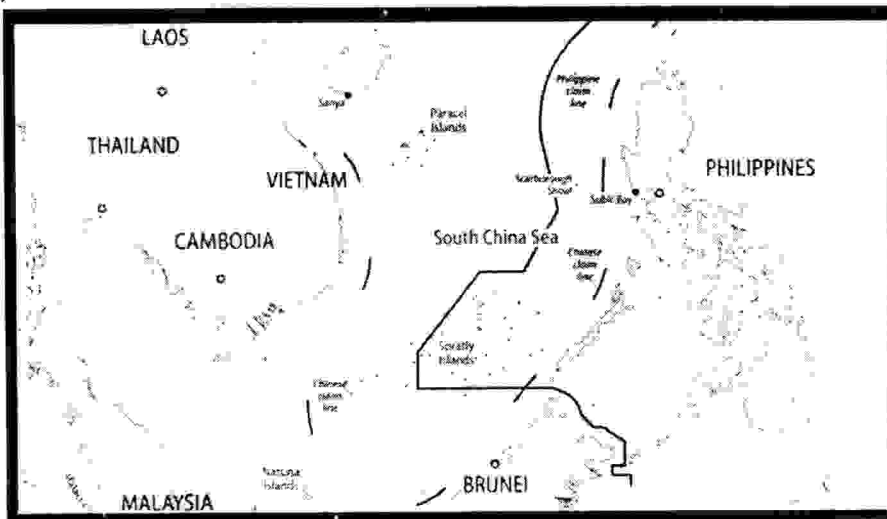 LAOS
Sanya
Paracel
Islands
Philippine
claim
line
THAILAND
VIETNAM
PHILIPPINES
Scarborough
Shoal
Subic Bay
CAMBODIA
South China Sea
Chinese
claim
line
Spratly
Islands
Chinese
claim
line
Natuna
Islands
BRUNEI
MALAYSIA